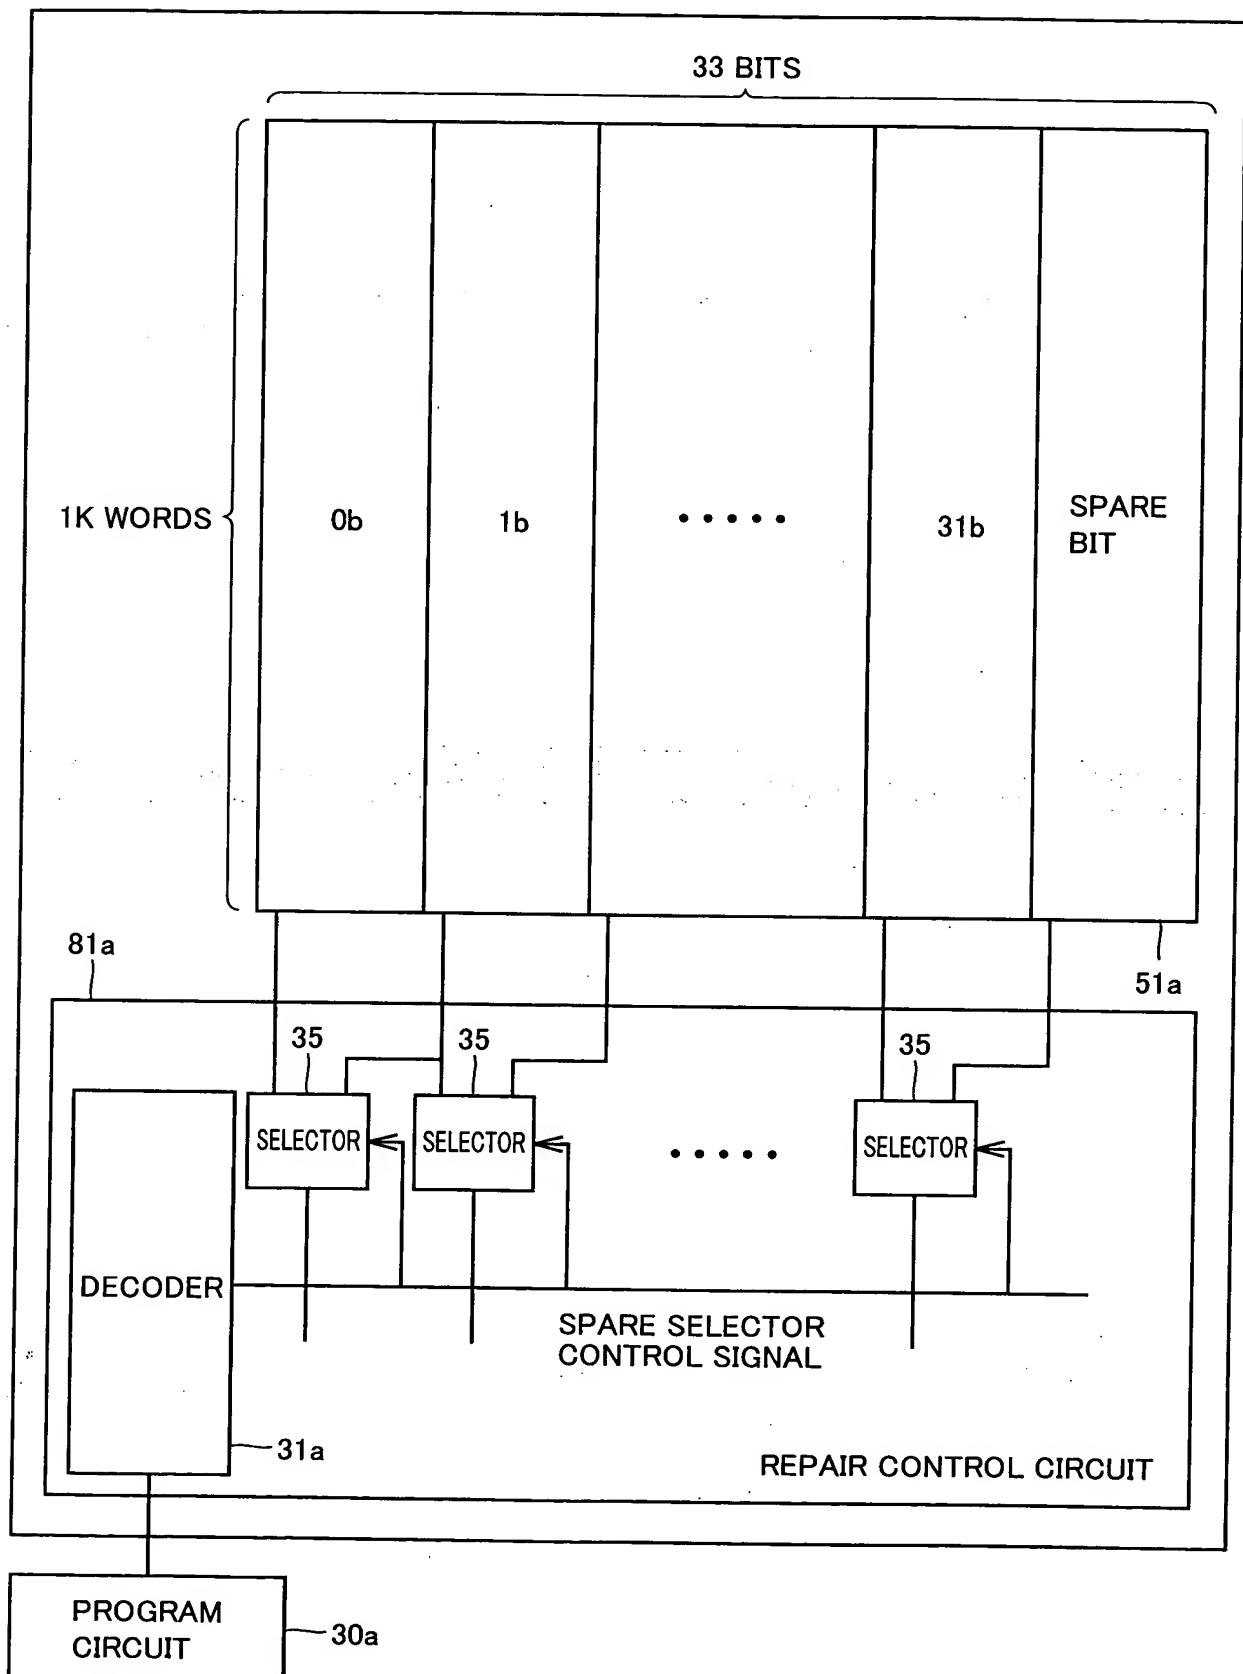 33 BITS
1K WORDS
0b
1b
.....
31b
SPARE
BIT
81a
51a
35
35
35
SELECTOR
SELECTOR
.....
SELECTOR
DECODER
SPARE SELECTOR
CONTROL SIGNAL
31a
REPAIR CONTROL CIRCUIT
PROGRAM
CIRCUIT
30a